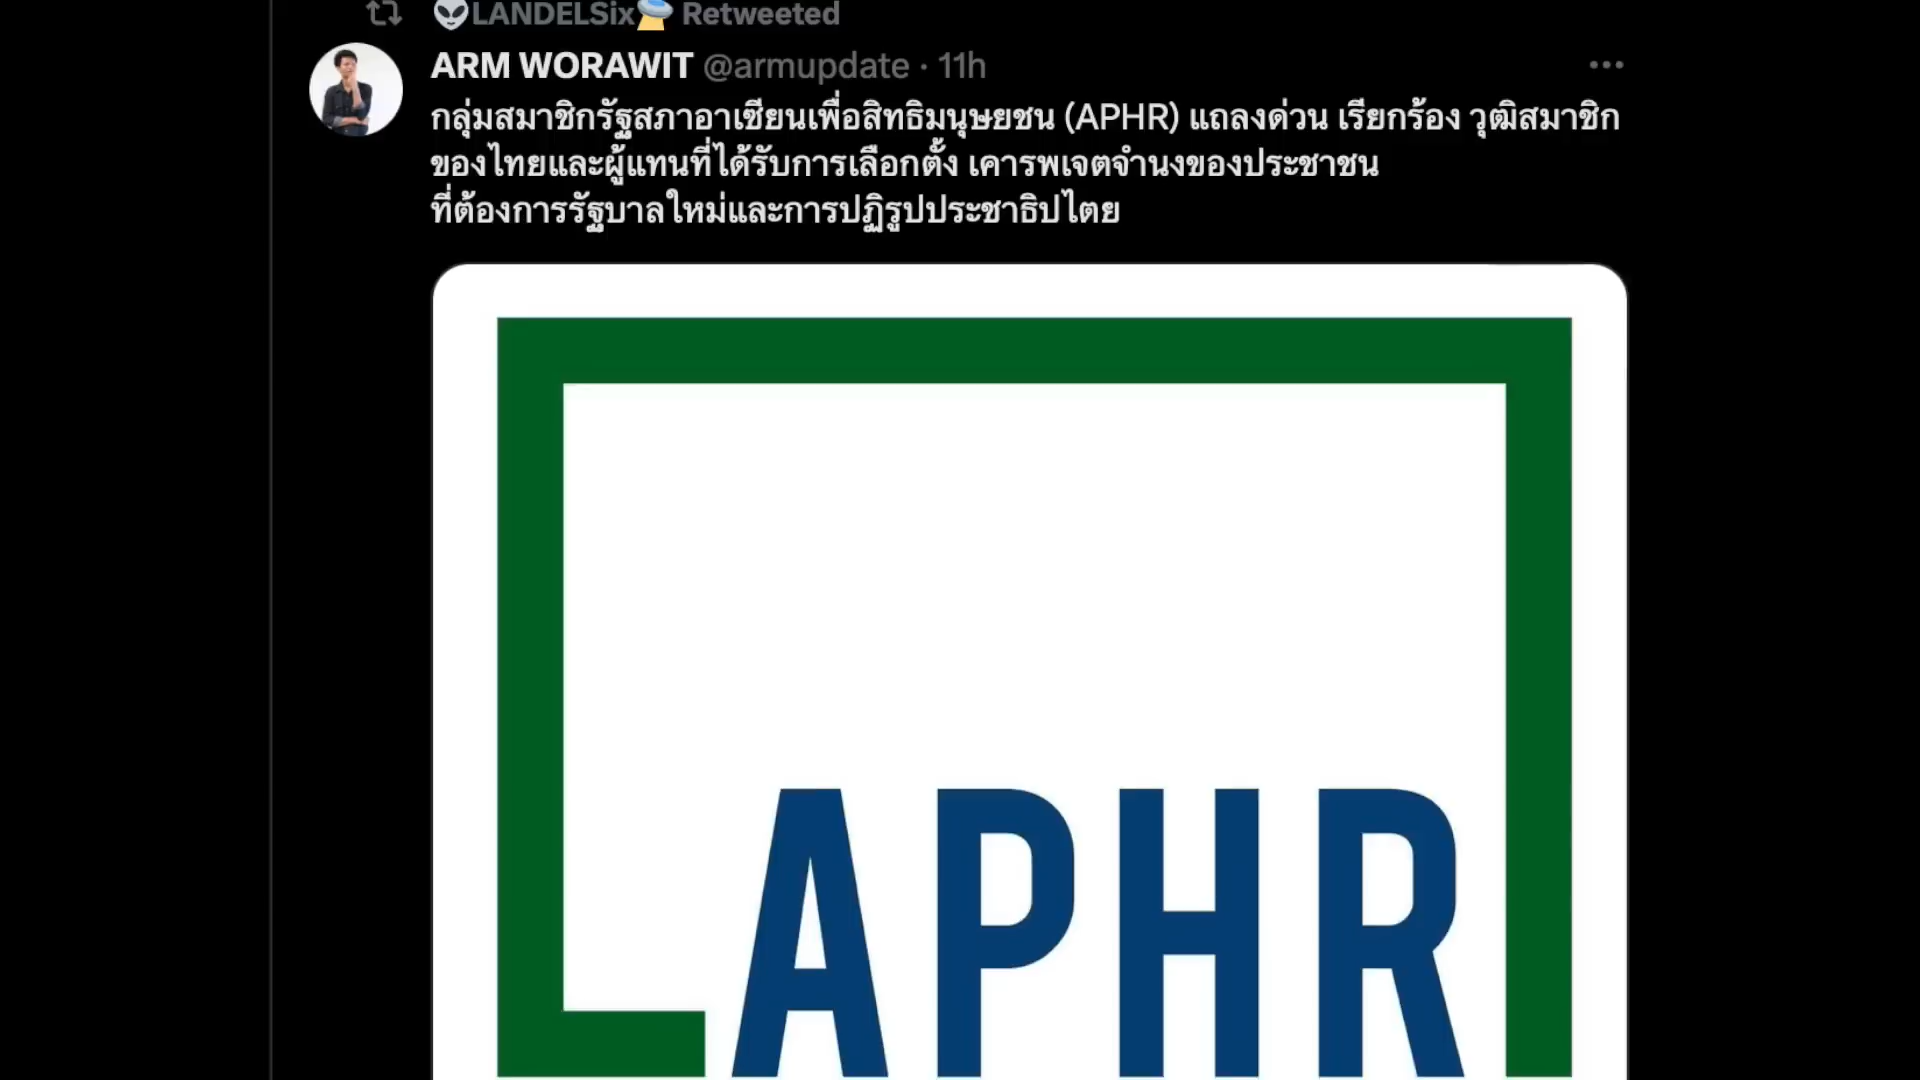 👽LANDELSix🛸 Retweeted
ARM WORAWIT @armupdate · 11h
กลุ่มสมาชิกรัฐสภาอาเซียนเพื่อสิทธิมนุษยชน (APHR) แถลงด่วน เรียกร้อง วุฒิสมาชิก
ของไทยและผู้แทนที่ได้รับการเลือกตั้ง เคารพเจตจำนงของประชาชน
ที่ต้องการรัฐบาลใหม่และการปฏิรูปประชาธิปไตย
APHR